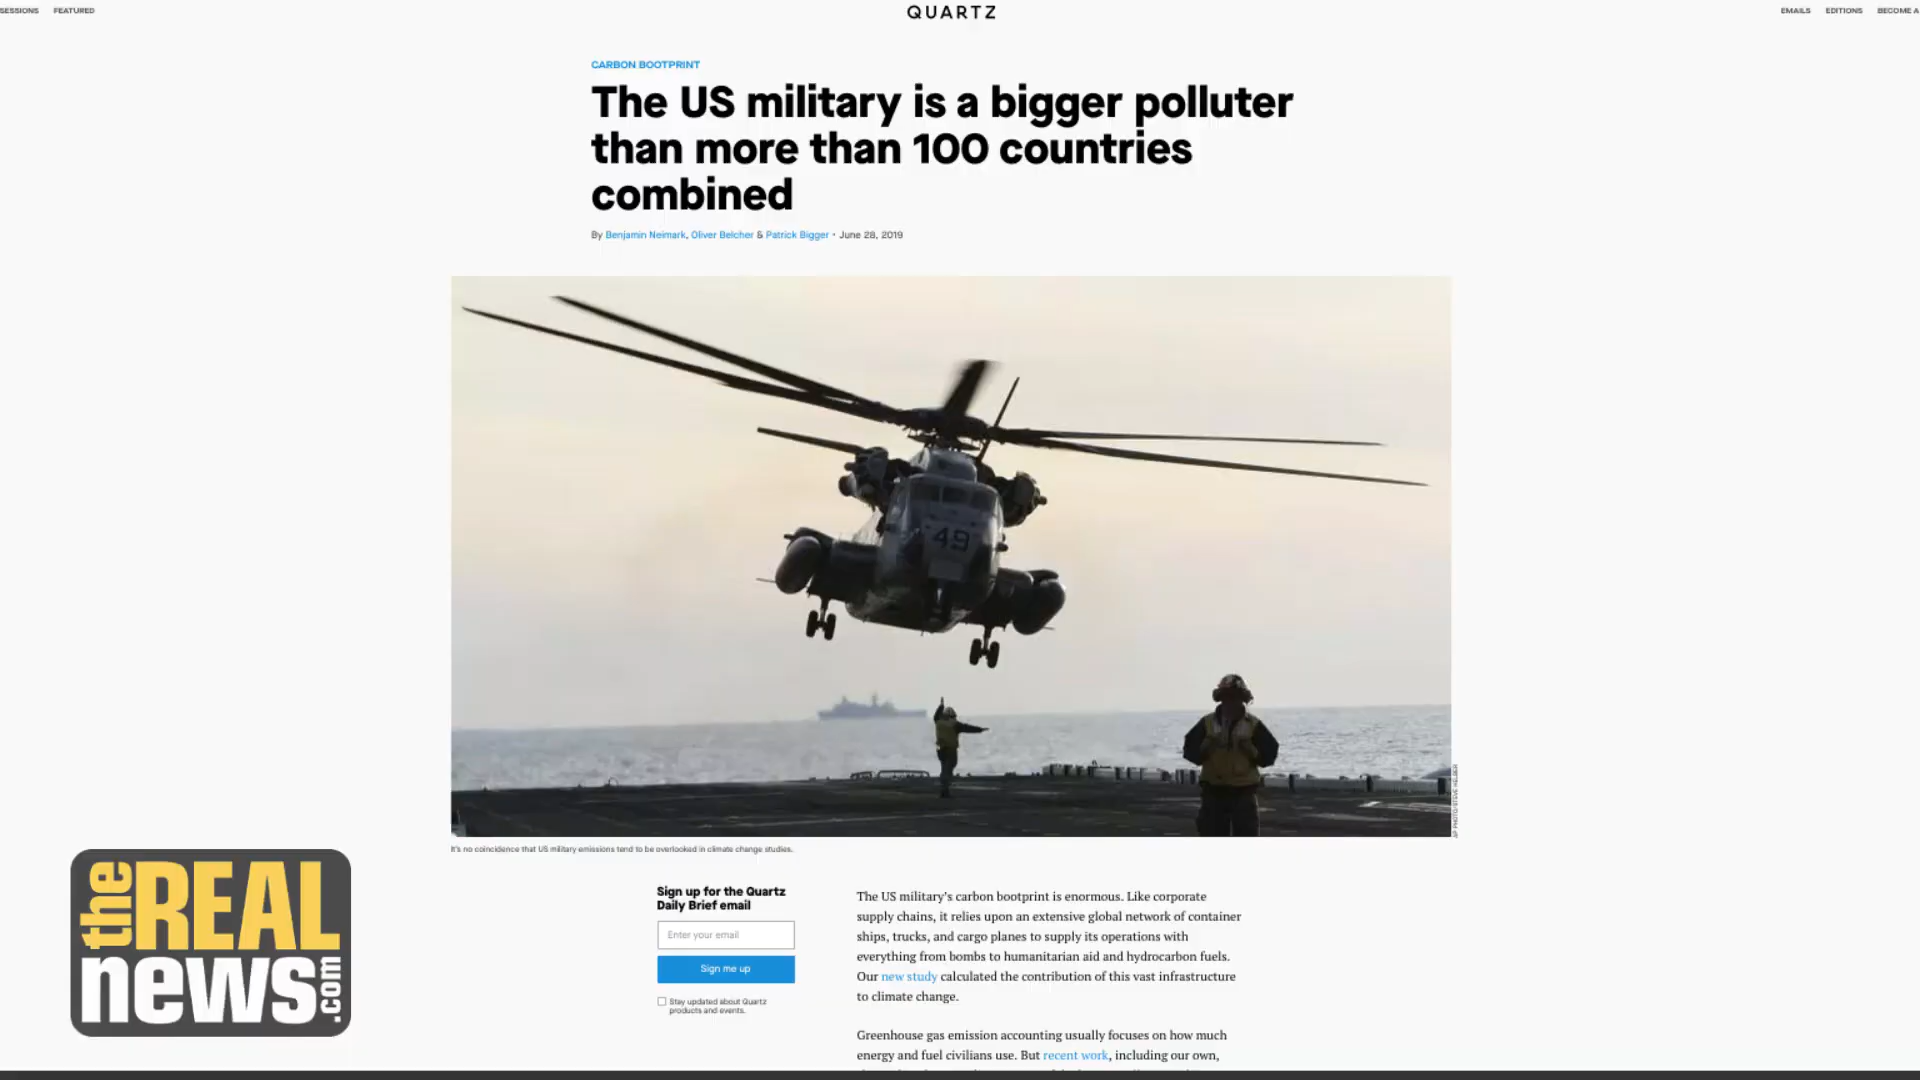 SESSIONS FEATURED QUARTZ EMAILS EDITIONS BECOME A
CARBON BOOTPRINT
The US military is a bigger polluter
than more than 100 countries
combined
By Benjamin Neimark, Oliver Belcher & Patrick Bigger • June 28, 2019
49
AP PHOTO/STEVE HELBER
It's no coincidence that US military emissions tend to be overlooked in climate change studies.
Sign up for the Quartz
Daily Brief email
Enter your email
Sign me up
Stay updated about Quartz
products and events.
The US military's carbon bootprint is enormous. Like corporate
supply chains, it relies upon an extensive global network of container
ships, trucks, and cargo planes to supply its operations with
everything from bombs to humanitarian aid and hydrocarbon fuels.
Our new study calculated the contribution of this vast infrastructure
to climate change.
Greenhouse gas emission accounting usually focuses on how much
energy and fuel civilians use. But recent work, including our own,
the REAL
news.com